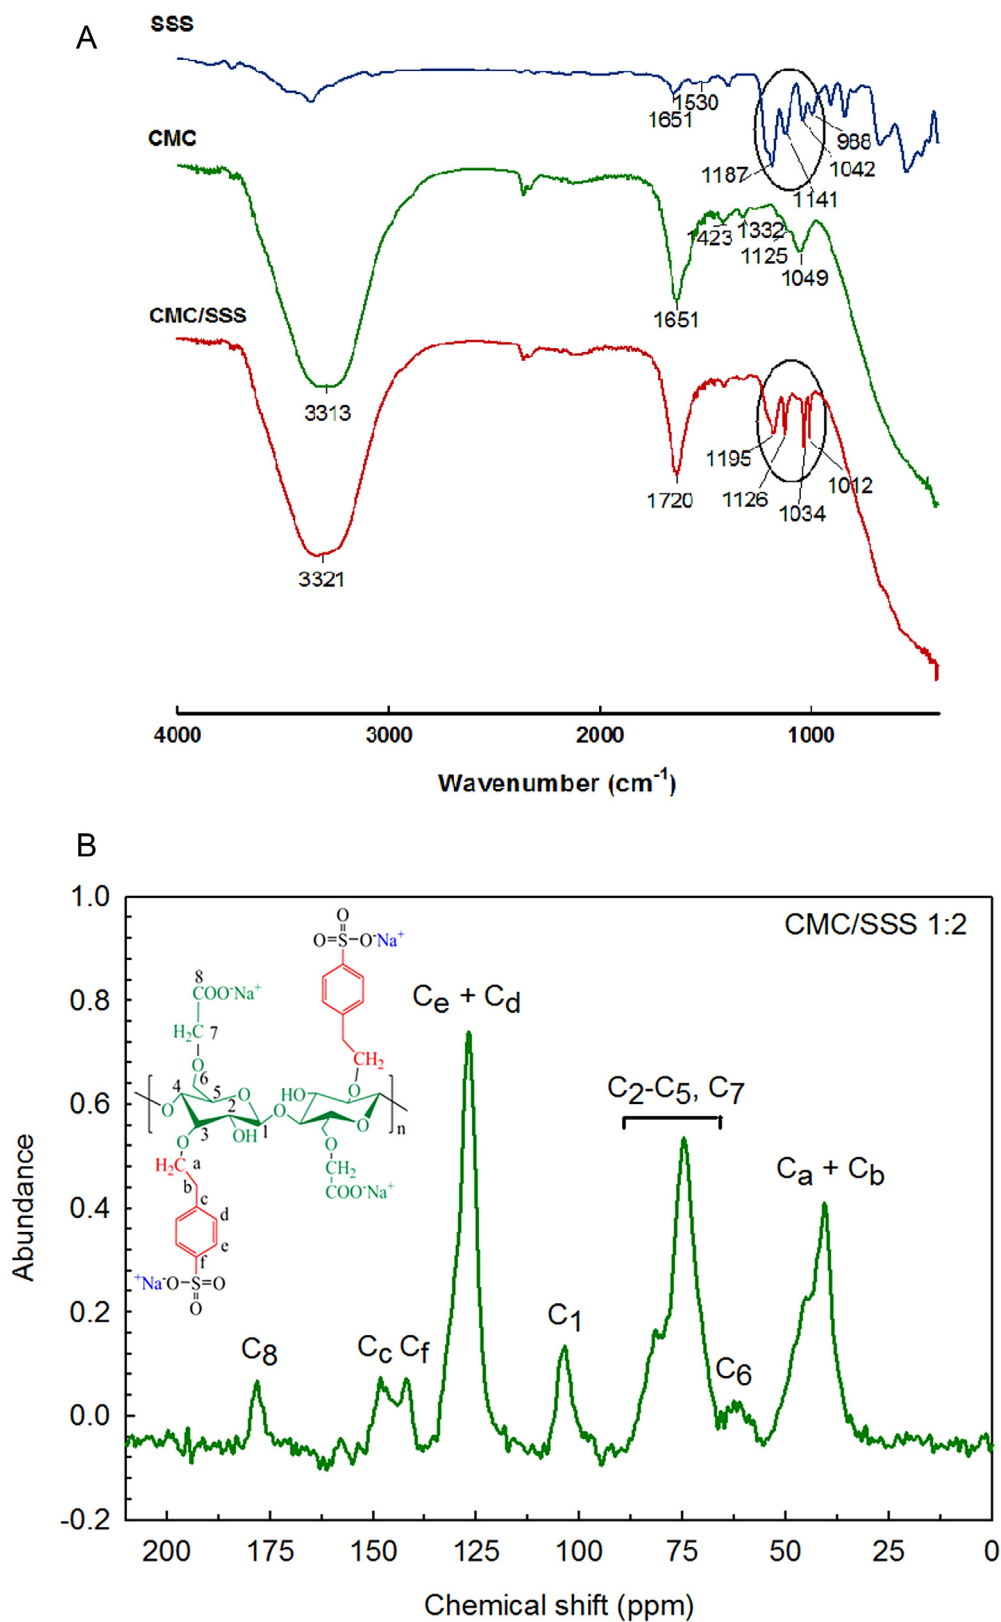 A
SSS
1651
1530
1187
1141
1042
988
CMC
3313
1651
1423
1332
1125
1049
CMC/SSS
3321
1720
1195
1126
1034
1012
4000 3000 2000 1000
Wavenumber (cm⁻¹)
B
CMC/SSS 1:2
Abundance
1.0
0.8
0.6
0.4
0.2
0.0
-0.2
C8
Cc Cf
Ce + Cd
C1
C2-C5, C7
C6
Ca + Cb
O
O=S–O⁻Na⁺
CH2
O
8
COO⁻Na⁺
H2C 7
O
6
4 5 O
O 2 1 O
3 OH
HO
O
n
O
CH2
COO⁻Na⁺
O
H2C a
b
c
d
e
f
⁺Na⁻O–S=O
O
200 175 150 125 100 75 50 25 0
Chemical shift (ppm)